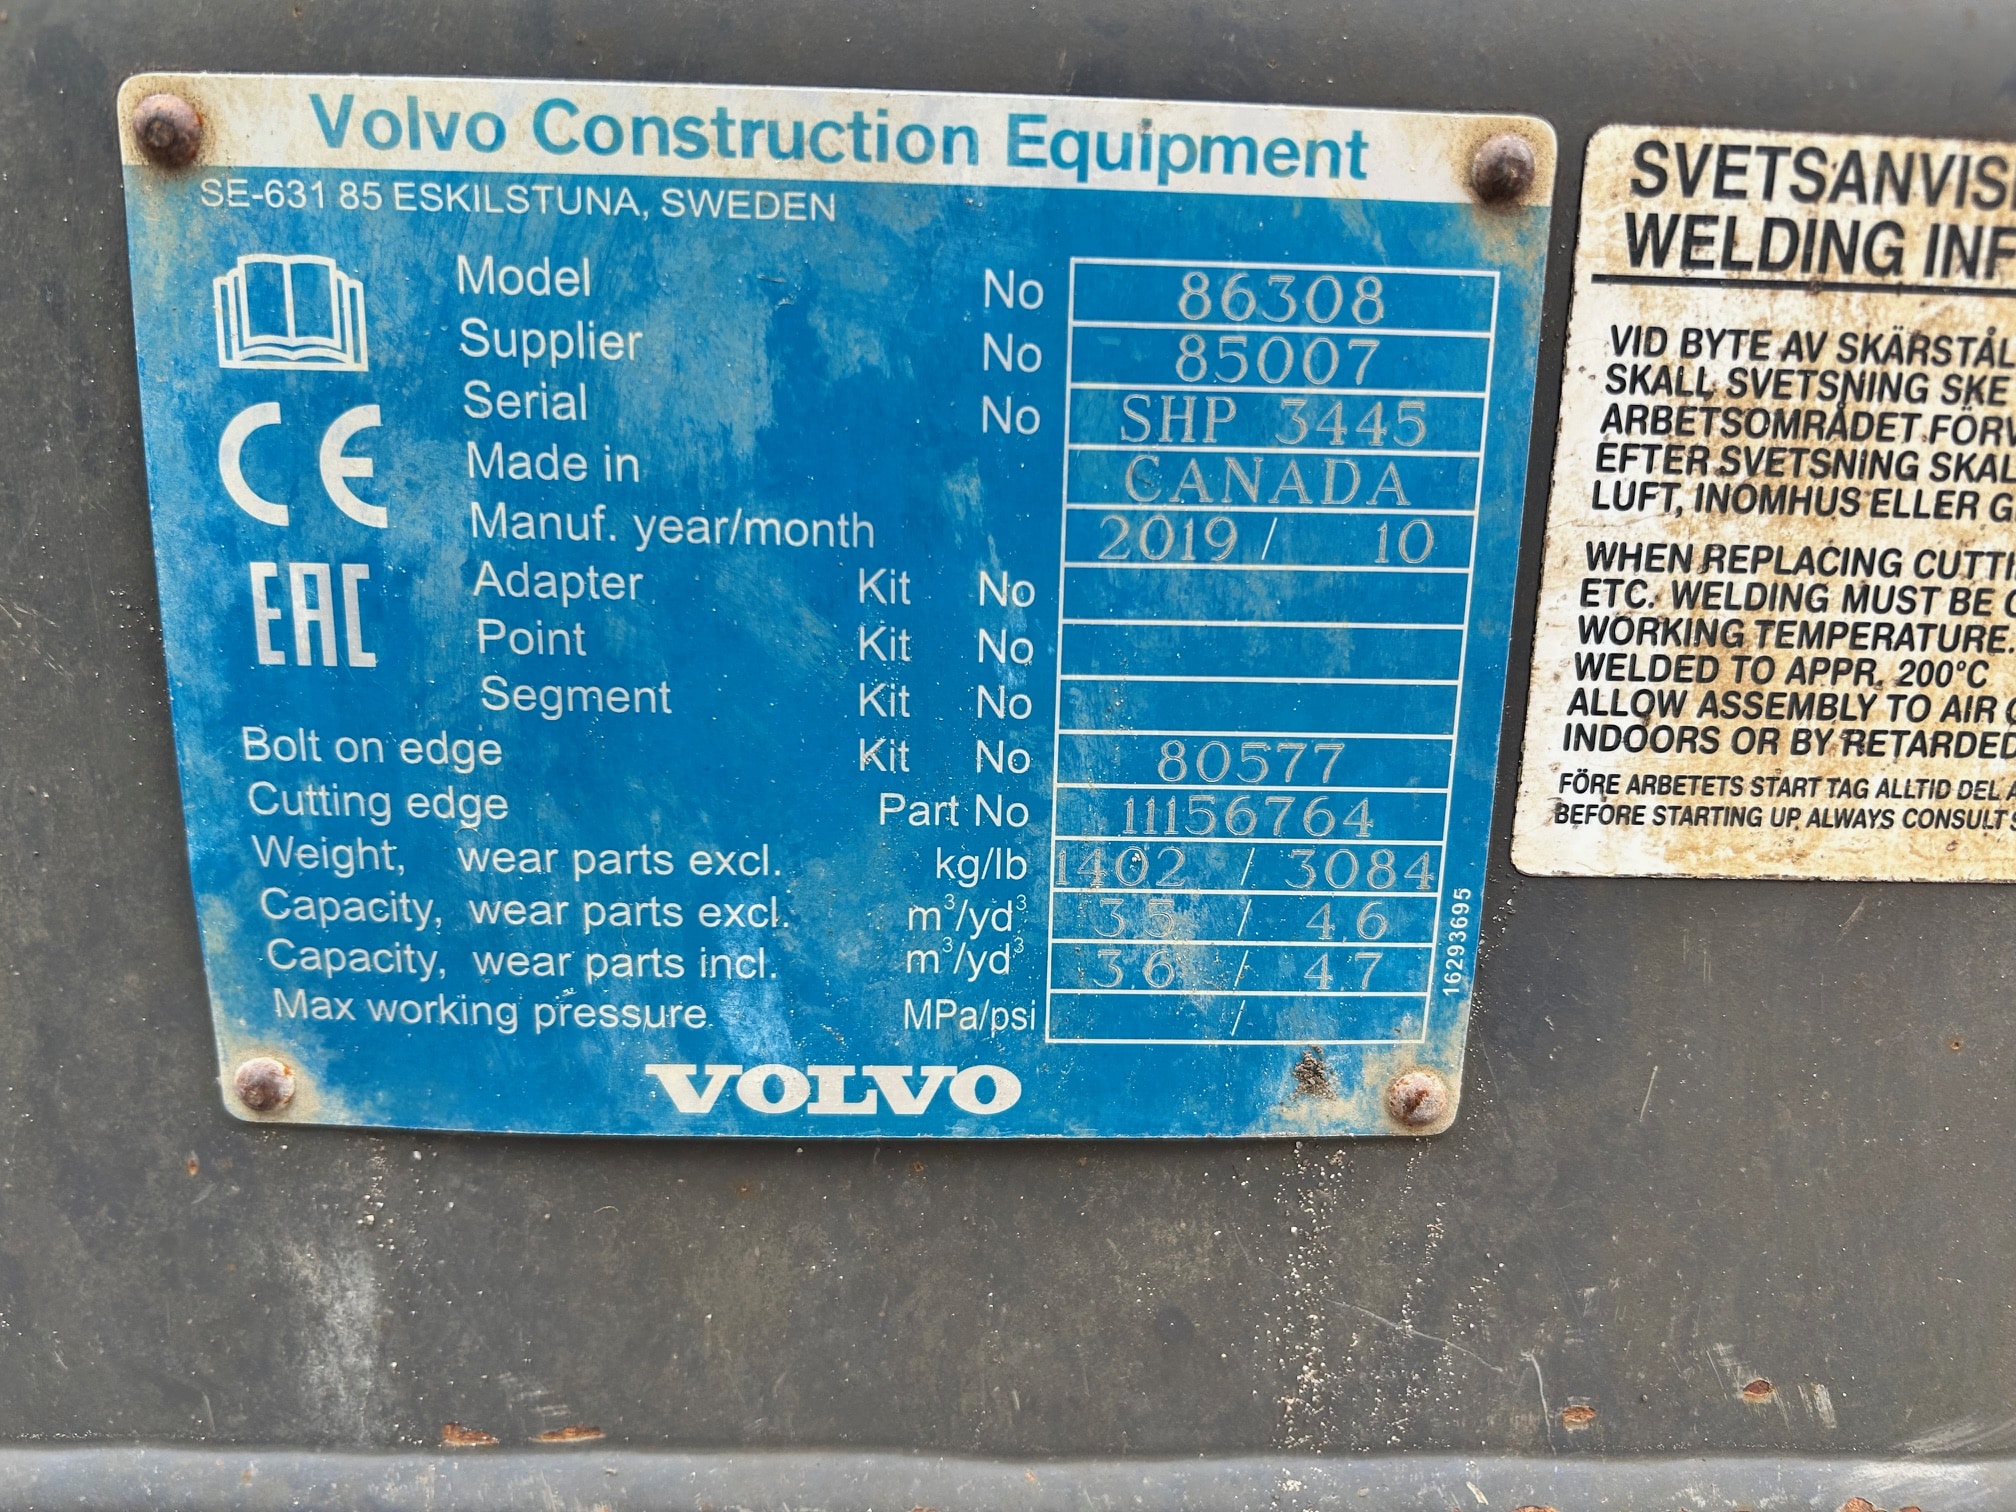 Volvo Construction Equipment
SE-631 85 ESKILSTUNA, SWEDEN
Model No 86308
Supplier No 85007
Serial No SHP 3445
Made in CANADA
Manuf. year/month 2019 / 10
Adapter Kit No
Point Kit No
Segment Kit No
Bolt on edge Kit No 80577
Cutting edge Part No 11156764
Weight, wear parts excl. kg/lb 1402 / 3084
Capacity, wear parts excl. m³/yd³ 3.5 / 4.6
Capacity, wear parts incl. m³/yd³ 3.6 / 4.7
Max working pressure MPa/psi /
CE
EAC
16293695
VOLVO
SVETSANVIS
WELDING INF
VID BYTE AV SKÄRSTÅL
SKALL SVETSNING SKE
ARBETSOMRÅDET FÖRV
EFTER SVETSNING SKAL
LUFT, INOMHUS ELLER G
WHEN REPLACING CUTTI
ETC. WELDING MUST BE
WORKING TEMPERATURE.
WELDED TO APPR. 200°C
ALLOW ASSEMBLY TO AIR
INDOORS OR BY RETARDED
FÖRE ARBETETS START TAG ALLTID DEL
BEFORE STARTING UP ALWAYS CONSULT